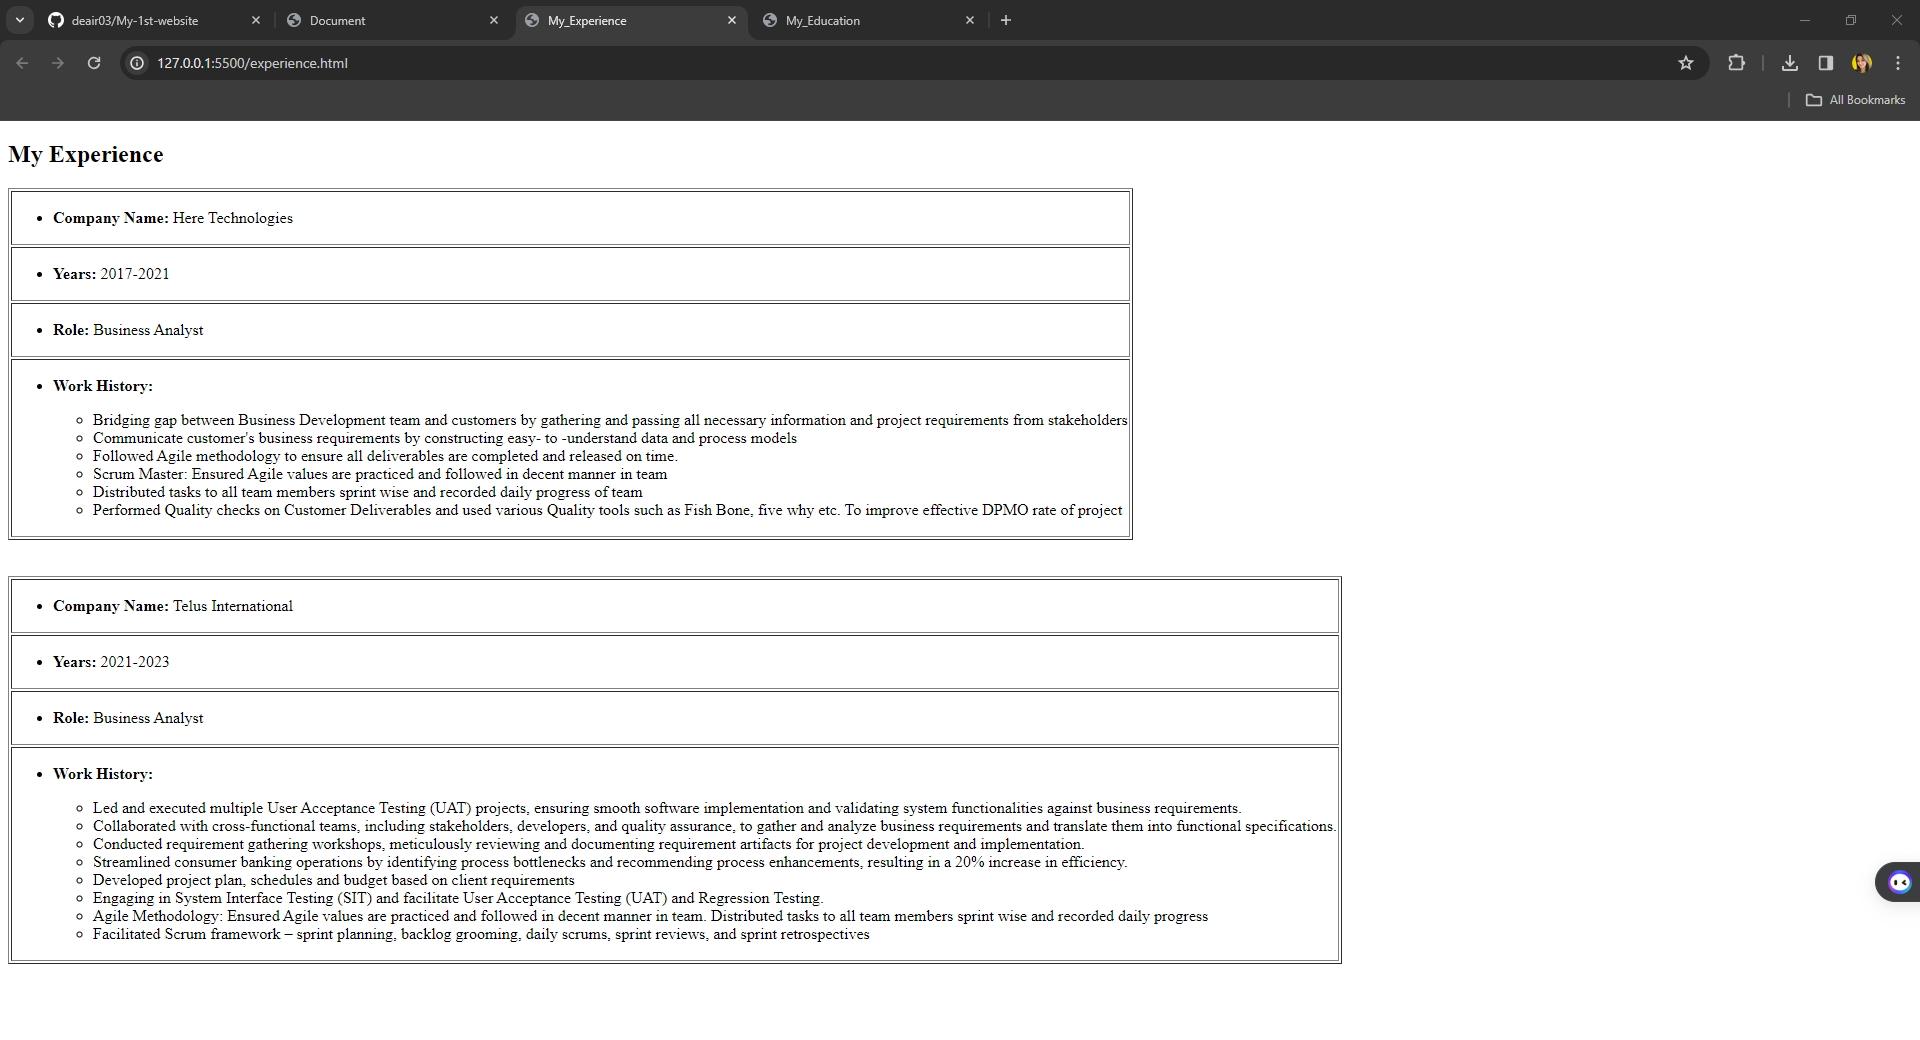 deair03/My-1st-website
Document
My_Experience
My_Education
127.0.0.1:5500/experience.html
All Bookmarks
My Experience
Company Name: Here Technologies
Years: 2017-2021
Role: Business Analyst
Work History:
Bridging gap between Business Development team and customers by gathering and passing all necessary information and project requirements from stakeholders
Communicate customer's business requirements by constructing easy- to -understand data and process models
Followed Agile methodology to ensure all deliverables are completed and released on time.
Scrum Master: Ensured Agile values are practiced and followed in decent manner in team
Distributed tasks to all team members sprint wise and recorded daily progress of team
Performed Quality checks on Customer Deliverables and used various Quality tools such as Fish Bone, five why etc. To improve effective DPMO rate of project
Company Name: Telus International
Years: 2021-2023
Role: Business Analyst
Work History:
Led and executed multiple User Acceptance Testing (UAT) projects, ensuring smooth software implementation and validating system functionalities against business requirements.
Collaborated with cross-functional teams, including stakeholders, developers, and quality assurance, to gather and analyze business requirements and translate them into functional specifications.
Conducted requirement gathering workshops, meticulously reviewing and documenting requirement artifacts for project development and implementation.
Streamlined consumer banking operations by identifying process bottlenecks and recommending process enhancements, resulting in a 20% increase in efficiency.
Developed project plan, schedules and budget based on client requirements
Engaging in System Interface Testing (SIT) and facilitate User Acceptance Testing (UAT) and Regression Testing.
Agile Methodology: Ensured Agile values are practiced and followed in decent manner in team. Distributed tasks to all team members sprint wise and recorded daily progress
Facilitated Scrum framework – sprint planning, backlog grooming, daily scrums, sprint reviews, and sprint retrospectives